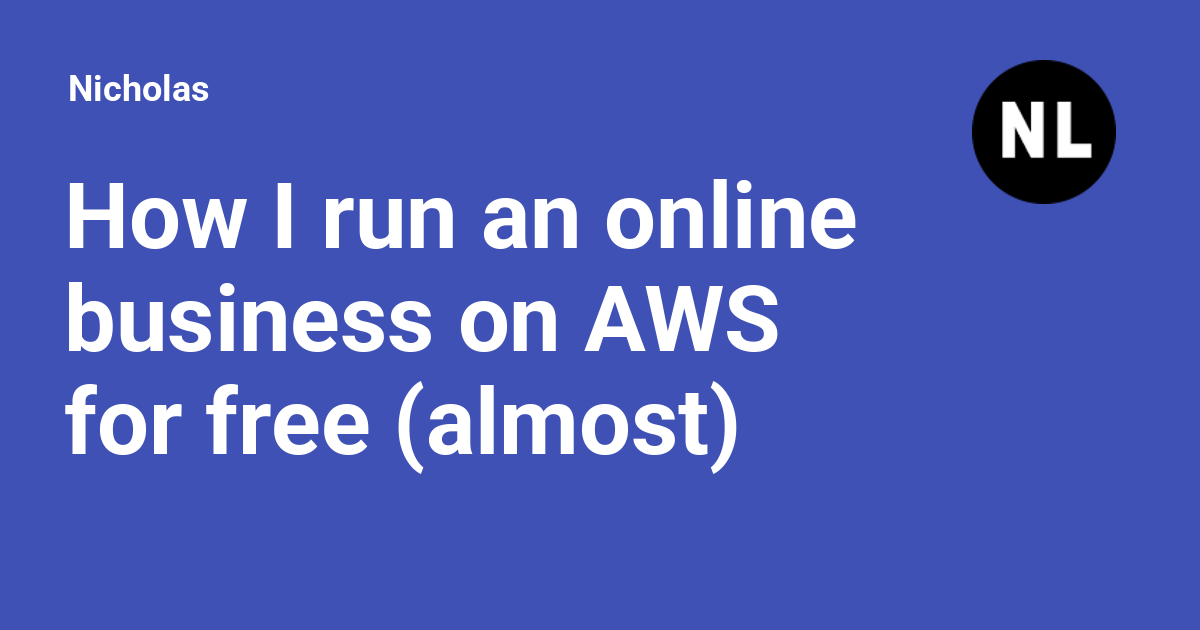 Nicholas
NL
How I run an online
business on AWS
for free (almost)